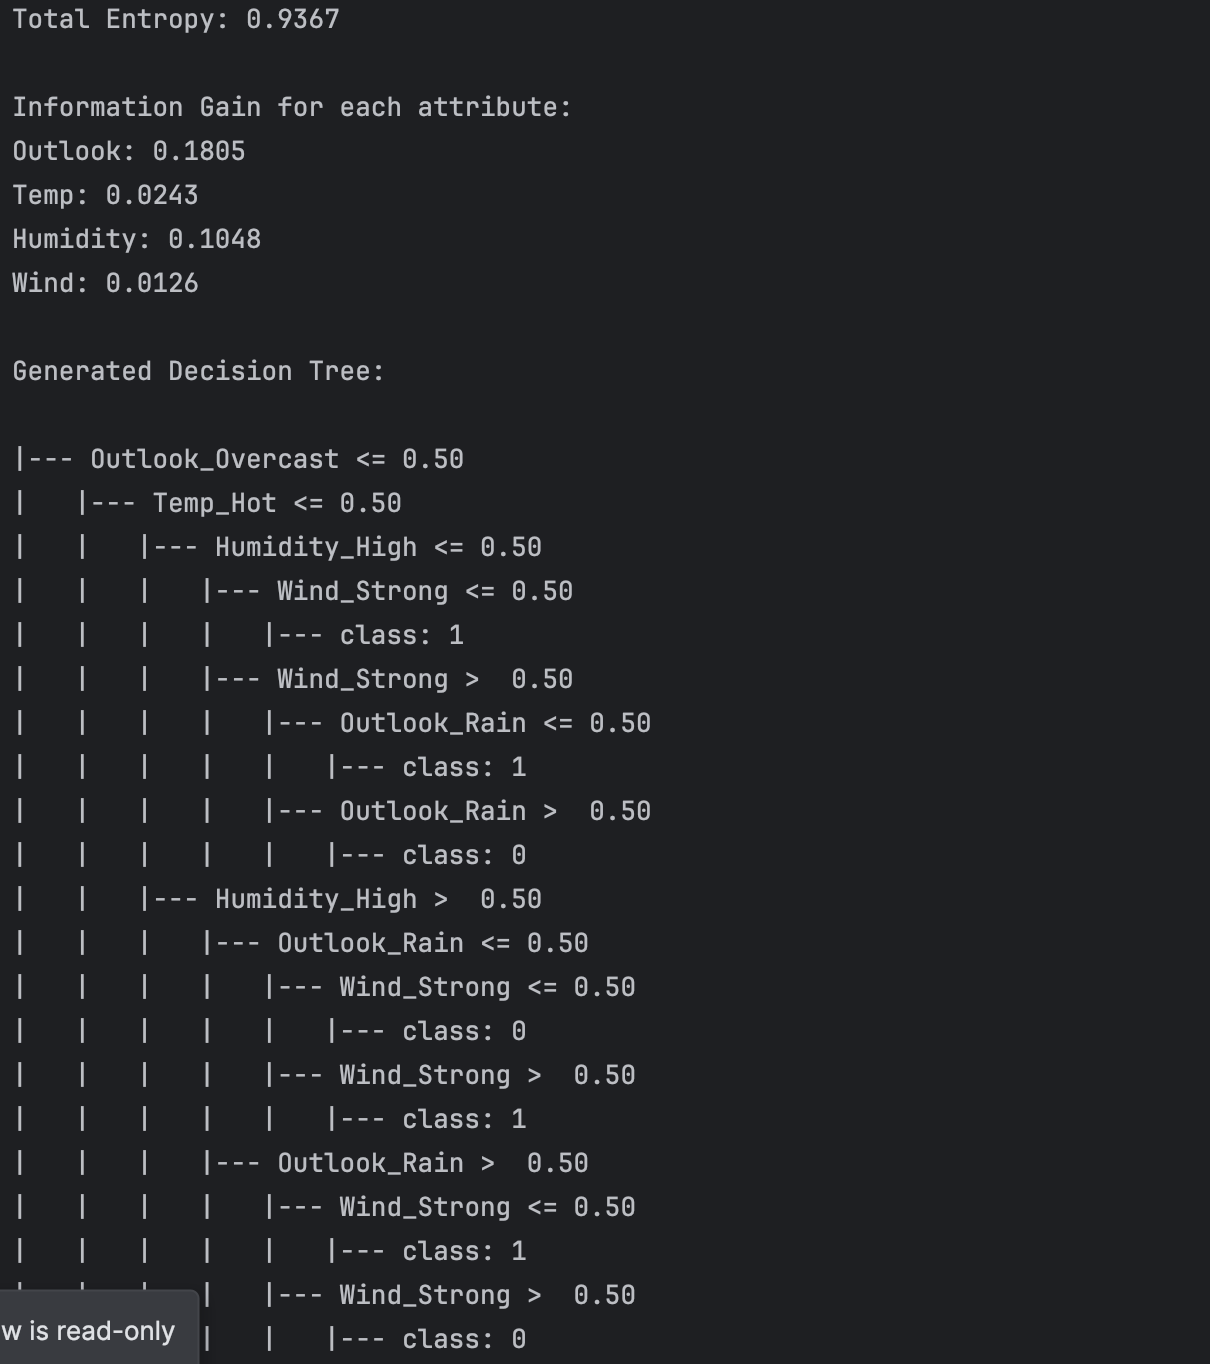 Total Entropy: 0.9367
Information Gain for each attribute:
Outlook: 0.1805
Temp: 0.0243
Humidity: 0.1048
Wind: 0.0126
Generated Decision Tree:
|--- Outlook_Overcast <= 0.50
|   |--- Temp_Hot <= 0.50
|   |   |--- Humidity_High <= 0.50
|   |   |   |--- Wind_Strong <= 0.50
|   |   |   |   |--- class: 1
|   |   |   |--- Wind_Strong >  0.50
|   |   |   |   |--- Outlook_Rain <= 0.50
|   |   |   |   |   |--- class: 1
|   |   |   |   |--- Outlook_Rain >  0.50
|   |   |   |   |   |--- class: 0
|   |   |--- Humidity_High >  0.50
|   |   |   |--- Outlook_Rain <= 0.50
|   |   |   |   |--- Wind_Strong <= 0.50
|   |   |   |   |   |--- class: 0
|   |   |   |   |--- Wind_Strong >  0.50
|   |   |   |   |   |--- class: 1
|   |   |   |--- Outlook_Rain >  0.50
|   |   |   |   |--- Wind_Strong <= 0.50
|   |   |   |   |   |--- class: 1
|   |   |   |   |--- Wind_Strong >  0.50
|   |   |--- class: 0
w is read-only